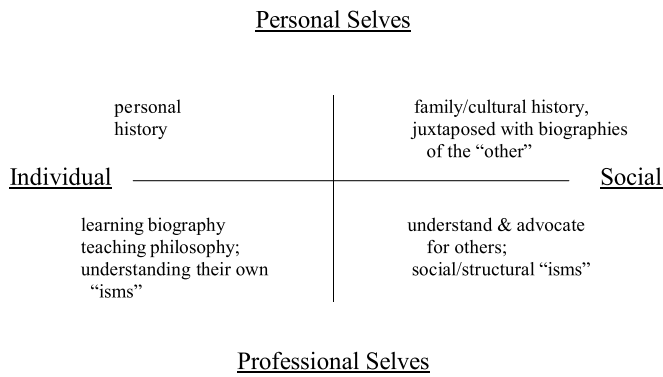 Personal Selves
personal
history
family/cultural history,
juxtaposed with biographies
of the “other”
Individual
Social
learning biography
teaching philosophy;
understanding their own
“isms”
understand & advocate
for others;
social/structural “isms”
Professional Selves